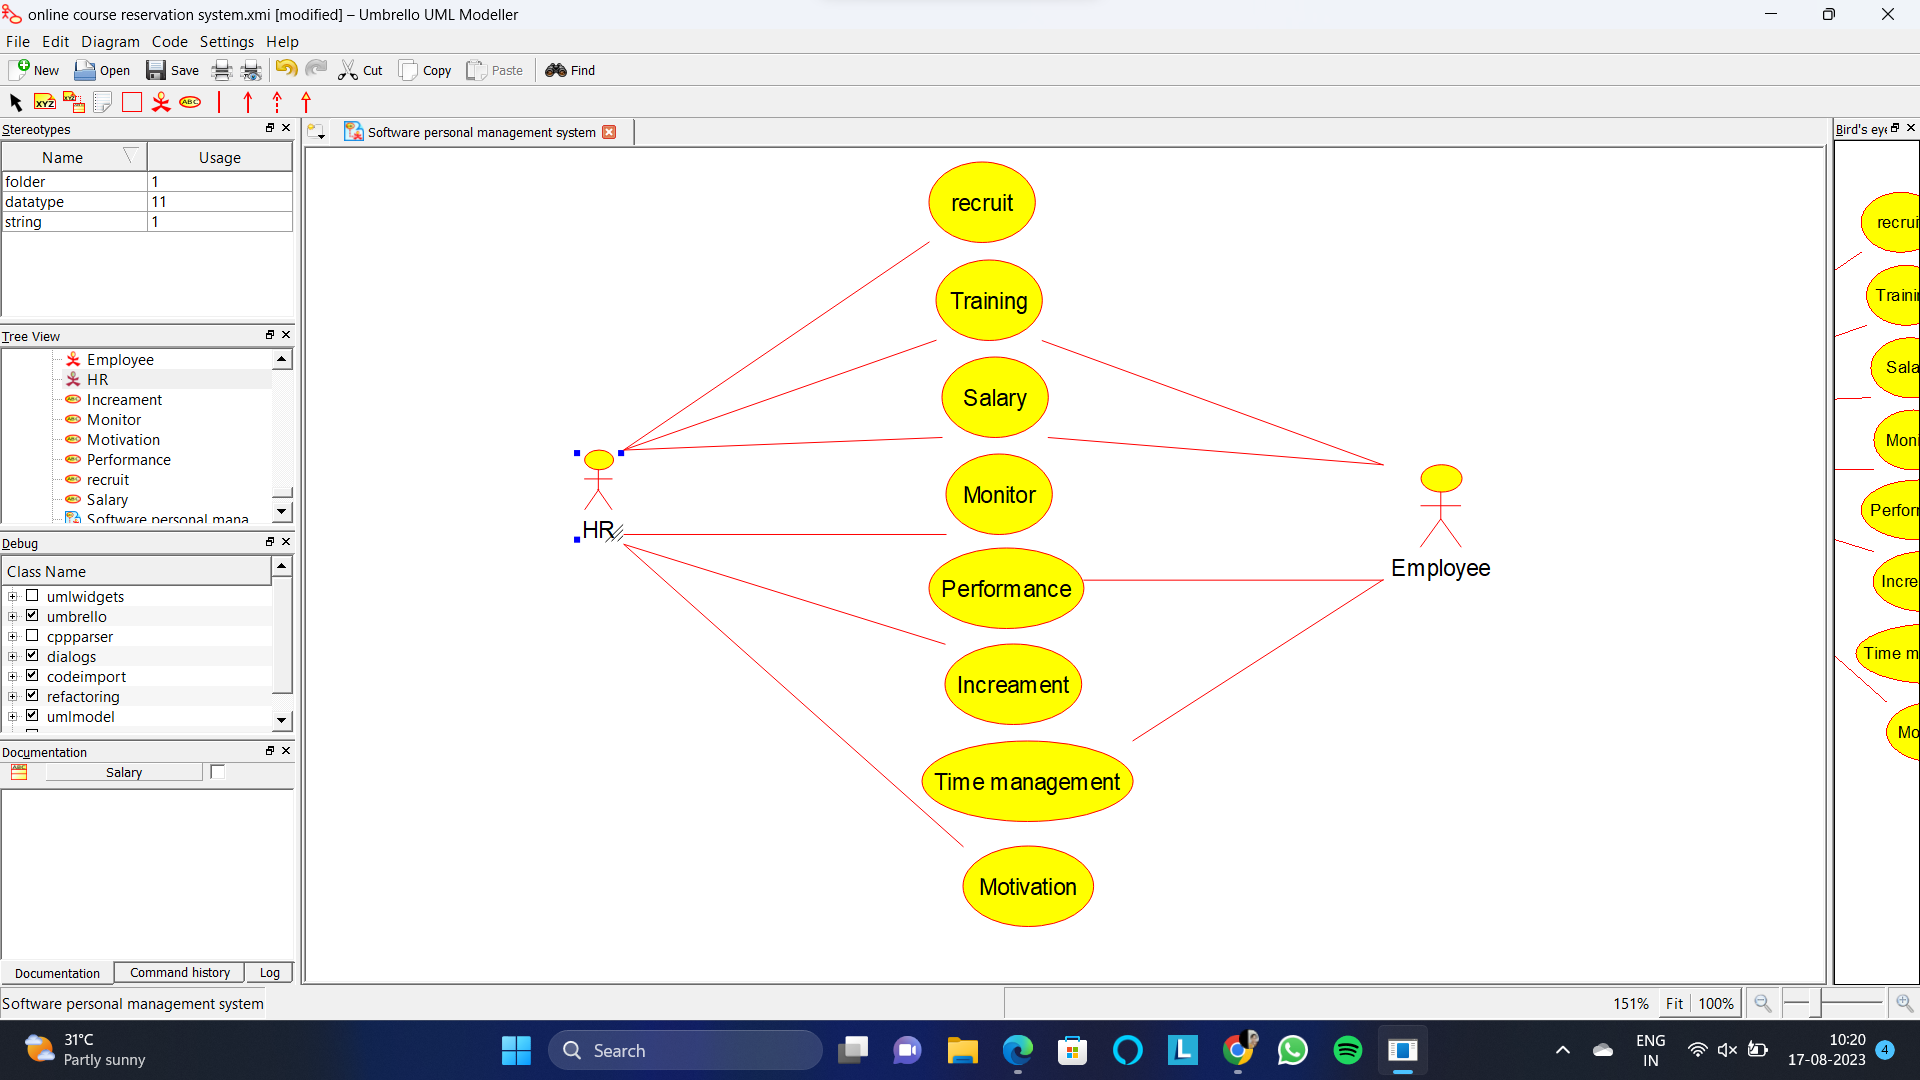 online course reservation system.xmi [modified] – Umbrello UML Modeller
File Edit Diagram Code Settings Help
New Open Save Cut Copy Paste Find
XYZ XYZ ABC
Stereotypes
Name Usage
folder 1
datatype 11
string 1
Tree View
Employee
HR
Increament
Monitor
Motivation
Performance
recruit
Salary
Software personal mana
Debug
Class Name
umlwidgets
umbrello
cppparser
dialogs
codeimport
refactoring
umlmodel
Documentation
Salary
Documentation Command history Log
Software personal management system
Software personal management system
recruit
Training
Salary
Monitor
Performance
Increament
Time management
Motivation
HR
Employee
Bird's eye
recruit
Traini
Sala
Moni
Perfor
Incre
Time m
Mo
151% Fit 100%
31°C
Partly sunny
Search
L
ENG
IN
10:20
17-08-2023
4